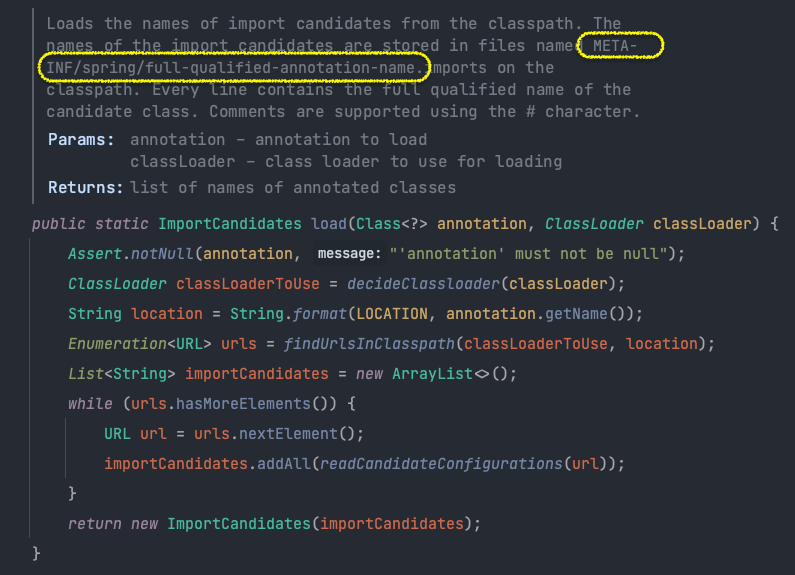 Loads the names of import candidates from the classpath. The
names of the import candidates are stored in files named META-
INF/spring/full-qualified-annotation-name.imports on the
classpath. Every line contains the full qualified name of the
candidate class. Comments are supported using the # character.
Params: annotation – annotation to load
classLoader – class loader to use for loading
Returns: list of names of annotated classes
public static ImportCandidates load(Class<?> annotation, ClassLoader classLoader) {
Assert.notNull(annotation, message: "'annotation' must not be null");
ClassLoader classLoaderToUse = decideClassloader(classLoader);
String location = String.format(LOCATION, annotation.getName());
Enumeration<URL> urls = findUrlsInClasspath(classLoaderToUse, location);
List<String> importCandidates = new ArrayList<>();
while (urls.hasMoreElements()) {
URL url = urls.nextElement();
importCandidates.addAll(readCandidateConfigurations(url));
}
return new ImportCandidates(importCandidates);
}